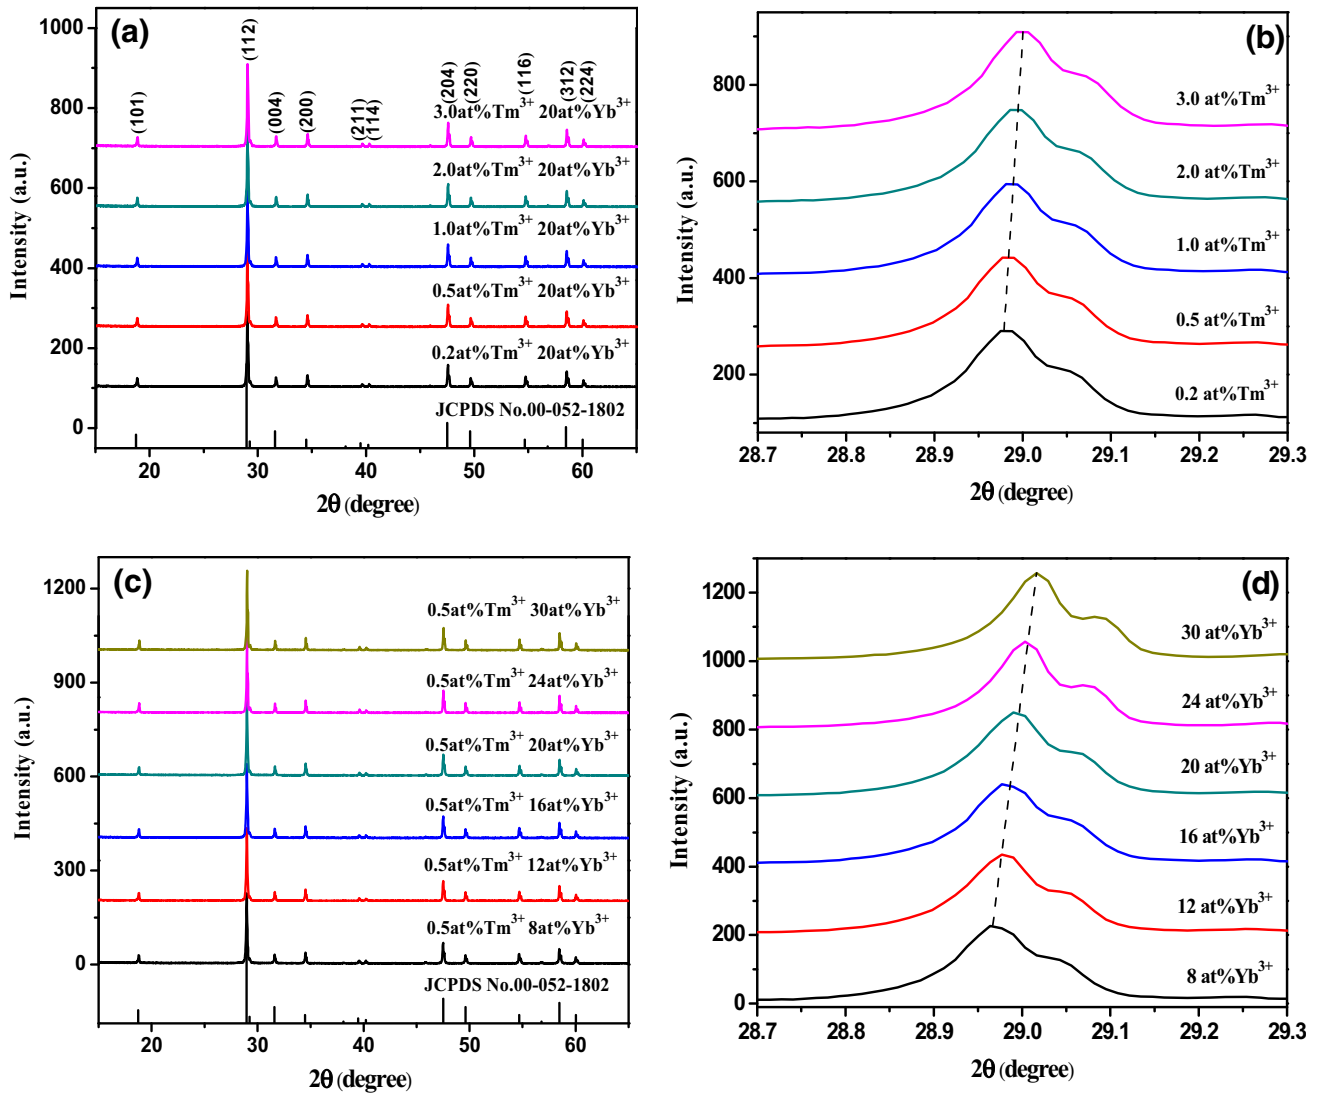 (a)
1000
800
600
400
200
0
Intensity (a.u.)
(101)
(112)
(004)
(200)
(211)
(114)
(204)
(220)
(116)
(312)
(224)
3.0at%Tm³⁺ 20at%Yb³⁺
2.0at%Tm³⁺ 20at%Yb³⁺
1.0at%Tm³⁺ 20at%Yb³⁺
0.5at%Tm³⁺ 20at%Yb³⁺
0.2at%Tm³⁺ 20at%Yb³⁺
JCPDS No.00-052-1802
20 30 40 50 60
2θ (degree)
(b)
800
600
400
200
Intensity (a.u.)
3.0 at%Tm³⁺
2.0 at%Tm³⁺
1.0 at%Tm³⁺
0.5 at%Tm³⁺
0.2 at%Tm³⁺
28.7 28.8 28.9 29.0 29.1 29.2 29.3
2θ (degree)
(c)
1200
900
600
300
0
Intensity (a.u.)
0.5at%Tm³⁺ 30at%Yb³⁺
0.5at%Tm³⁺ 24at%Yb³⁺
0.5at%Tm³⁺ 20at%Yb³⁺
0.5at%Tm³⁺ 16at%Yb³⁺
0.5at%Tm³⁺ 12at%Yb³⁺
0.5at%Tm³⁺ 8at%Yb³⁺
JCPDS No.00-052-1802
20 30 40 50 60
2θ (degree)
(d)
1200
1000
800
600
400
200
0
Intensity (a.u.)
30 at%Yb³⁺
24 at%Yb³⁺
20 at%Yb³⁺
16 at%Yb³⁺
12 at%Yb³⁺
8 at%Yb³⁺
28.7 28.8 28.9 29.0 29.1 29.2 29.3
2θ (degree)